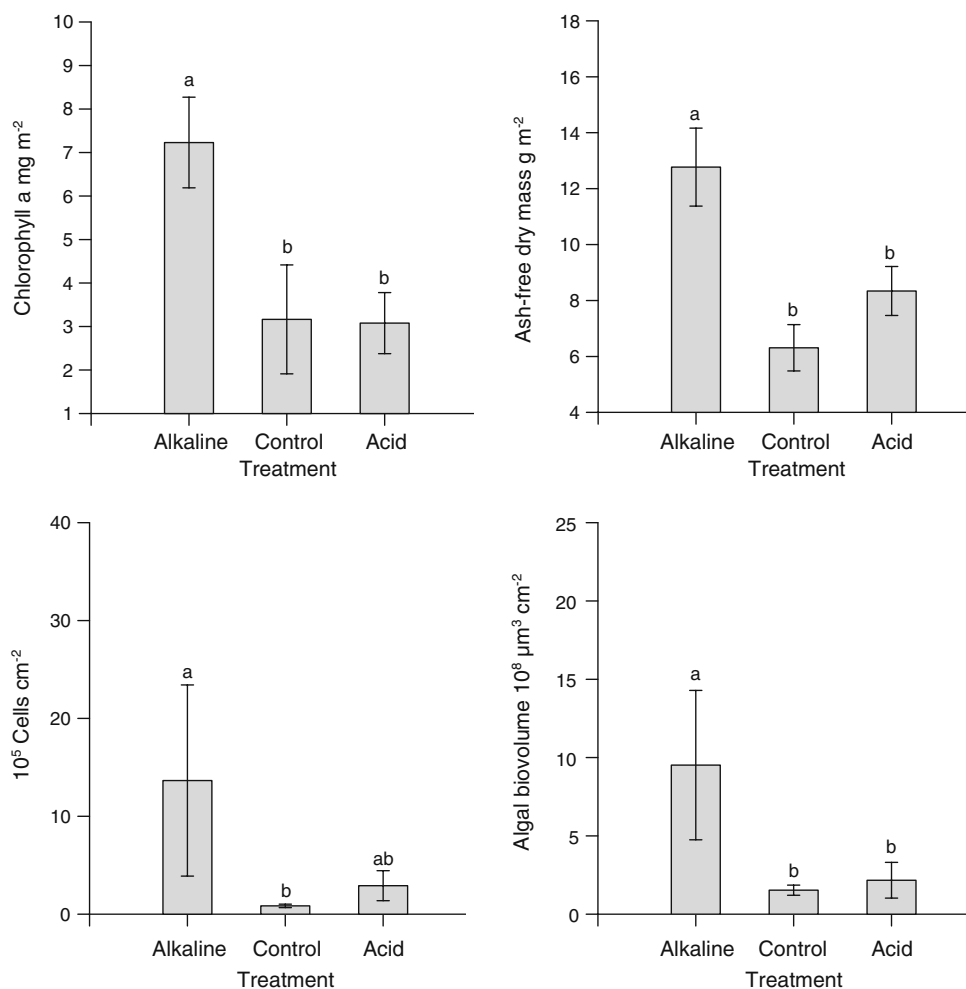 Chlorophyll a mg m-2
10
9
8
7
6
5
4
3
2
1
a
b
b
Alkaline Control Acid
Treatment
Ash-free dry mass g m-2
18
16
14
12
10
8
6
4
a
b
b
Alkaline Control Acid
Treatment
10⁵ Cells cm-2
40
30
20
10
0
a
b
ab
Alkaline Control Acid
Treatment
Algal biovolume 10⁸ µm³ cm-2
25
20
15
10
5
0
a
b
b
Alkaline Control Acid
Treatment